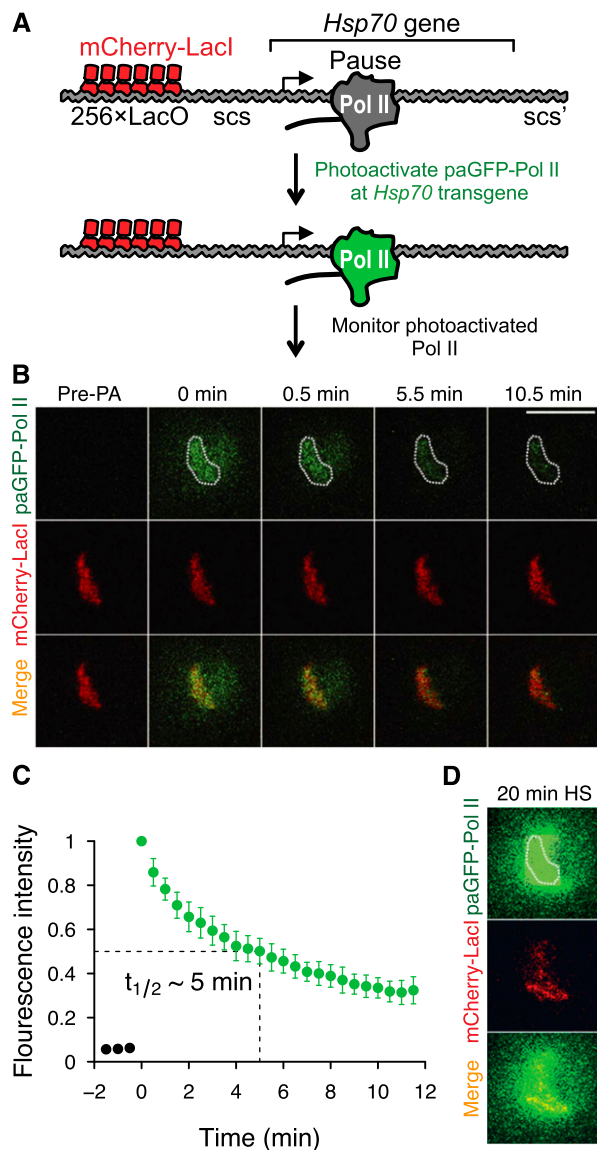 A
Hsp70 gene
mCherry-LacI
Pause
Pol II
256×LacO
scs
scs'
Photoactivate paGFP-Pol II
at Hsp70 transgene
Pol II
Monitor photoactivated
Pol II
B
Pre-PA
0 min
0.5 min
5.5 min
10.5 min
paGFP-Pol II
mCherry-LacI
Merge
C
Flourescence intensity
1
0.8
0.6
0.4
0.2
0
t1/2 ~ 5 min
−2
0
2
4
6
8
10
12
Time (min)
D
20 min HS
paGFP-Pol II
mCherry-LacI
Merge